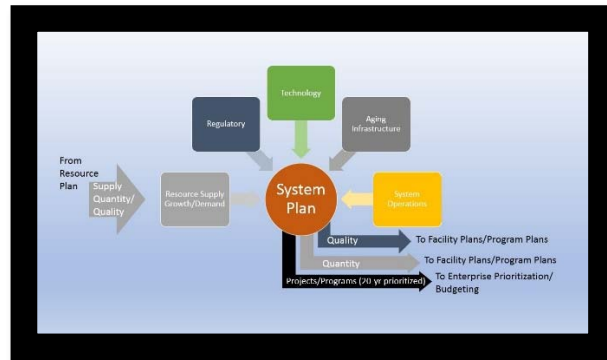 Technology
Regulatory
Aging
Infrastructure
From
Resource
Plan
Supply
Quantity/
Quality
Resource Supply
Growth/Demand
System
Plan
System
Operations
Quality
To Facility Plans/Program Plans
Quantity
To Facility Plans/Program Plans
Projects/Programs (20 yr prioritized)
To Enterprise Prioritization/
Budgeting